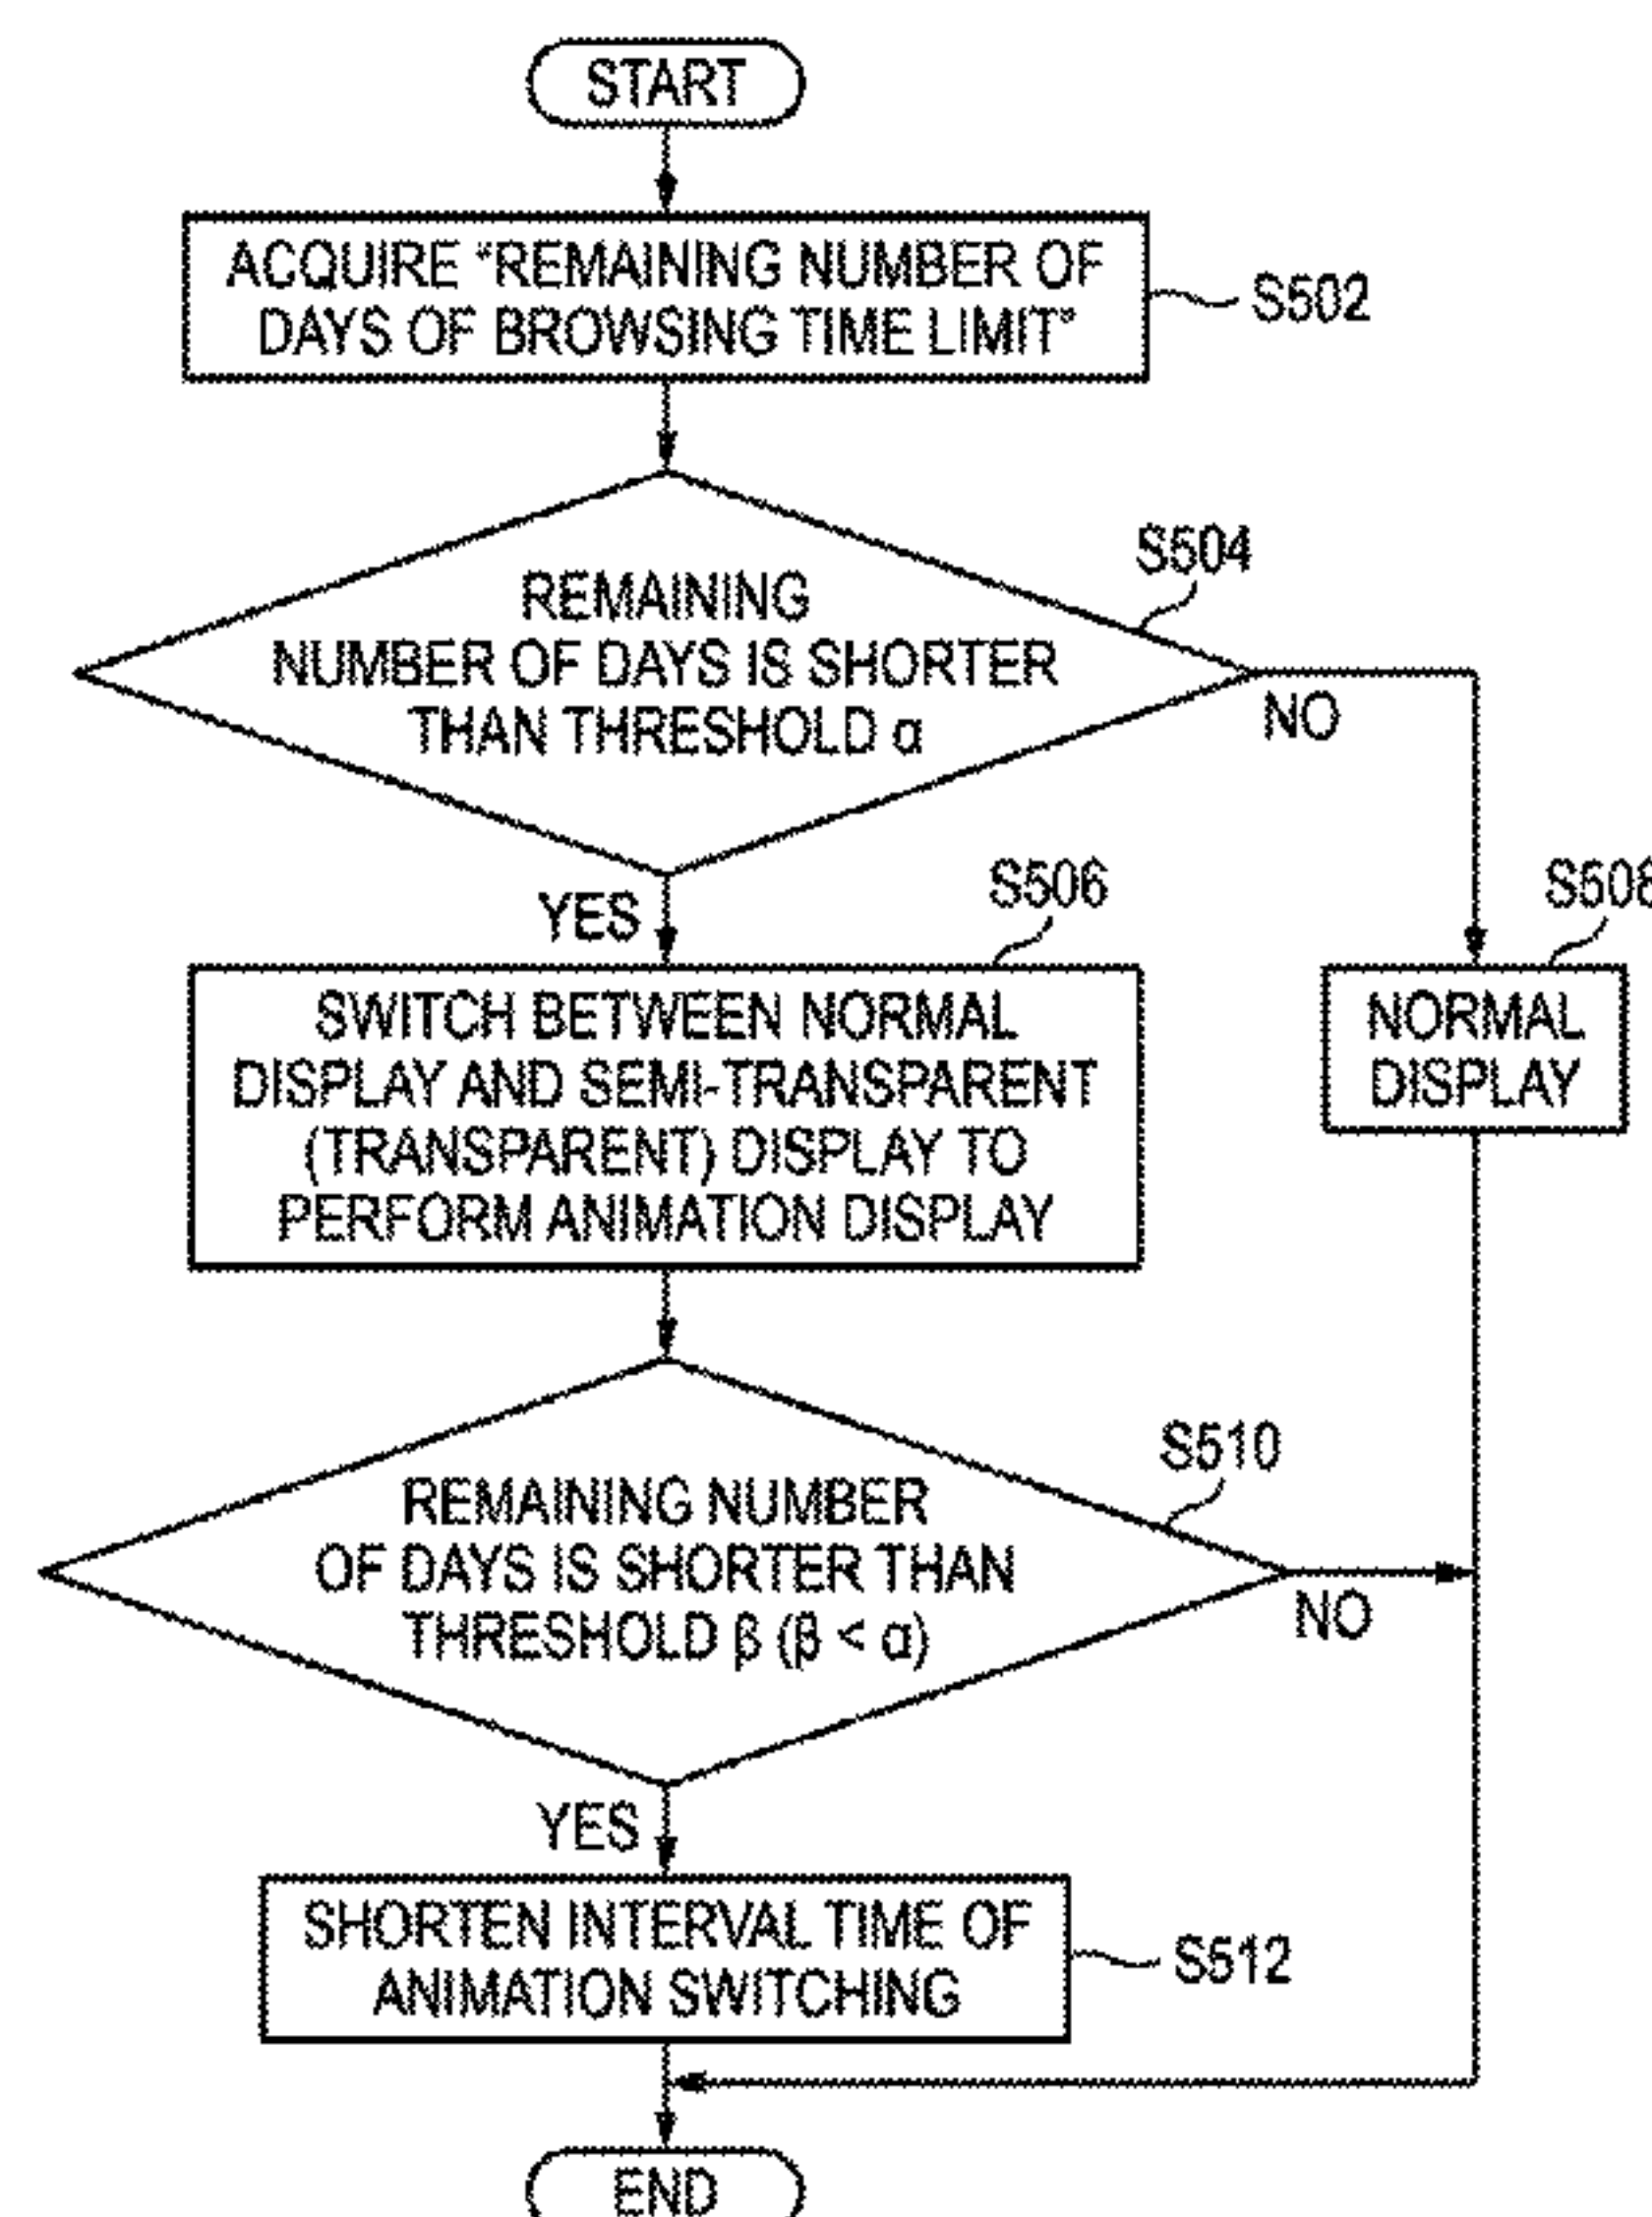 START
ACQUIRE "REMAINING NUMBER OF
DAYS OF BROWSING TIME LIMIT"
S502
S504
REMAINING
NUMBER OF DAYS IS SHORTER
THAN THRESHOLD α
NO
YES
S506
S508
SWITCH BETWEEN NORMAL
DISPLAY AND SEMI-TRANSPARENT
(TRANSPARENT) DISPLAY TO
PERFORM ANIMATION DISPLAY
NORMAL
DISPLAY
S510
REMAINING NUMBER
OF DAYS IS SHORTER THAN
THRESHOLD β (β < α)
NO
YES
SHORTEN INTERVAL TIME OF
ANIMATION SWITCHING
S512
END